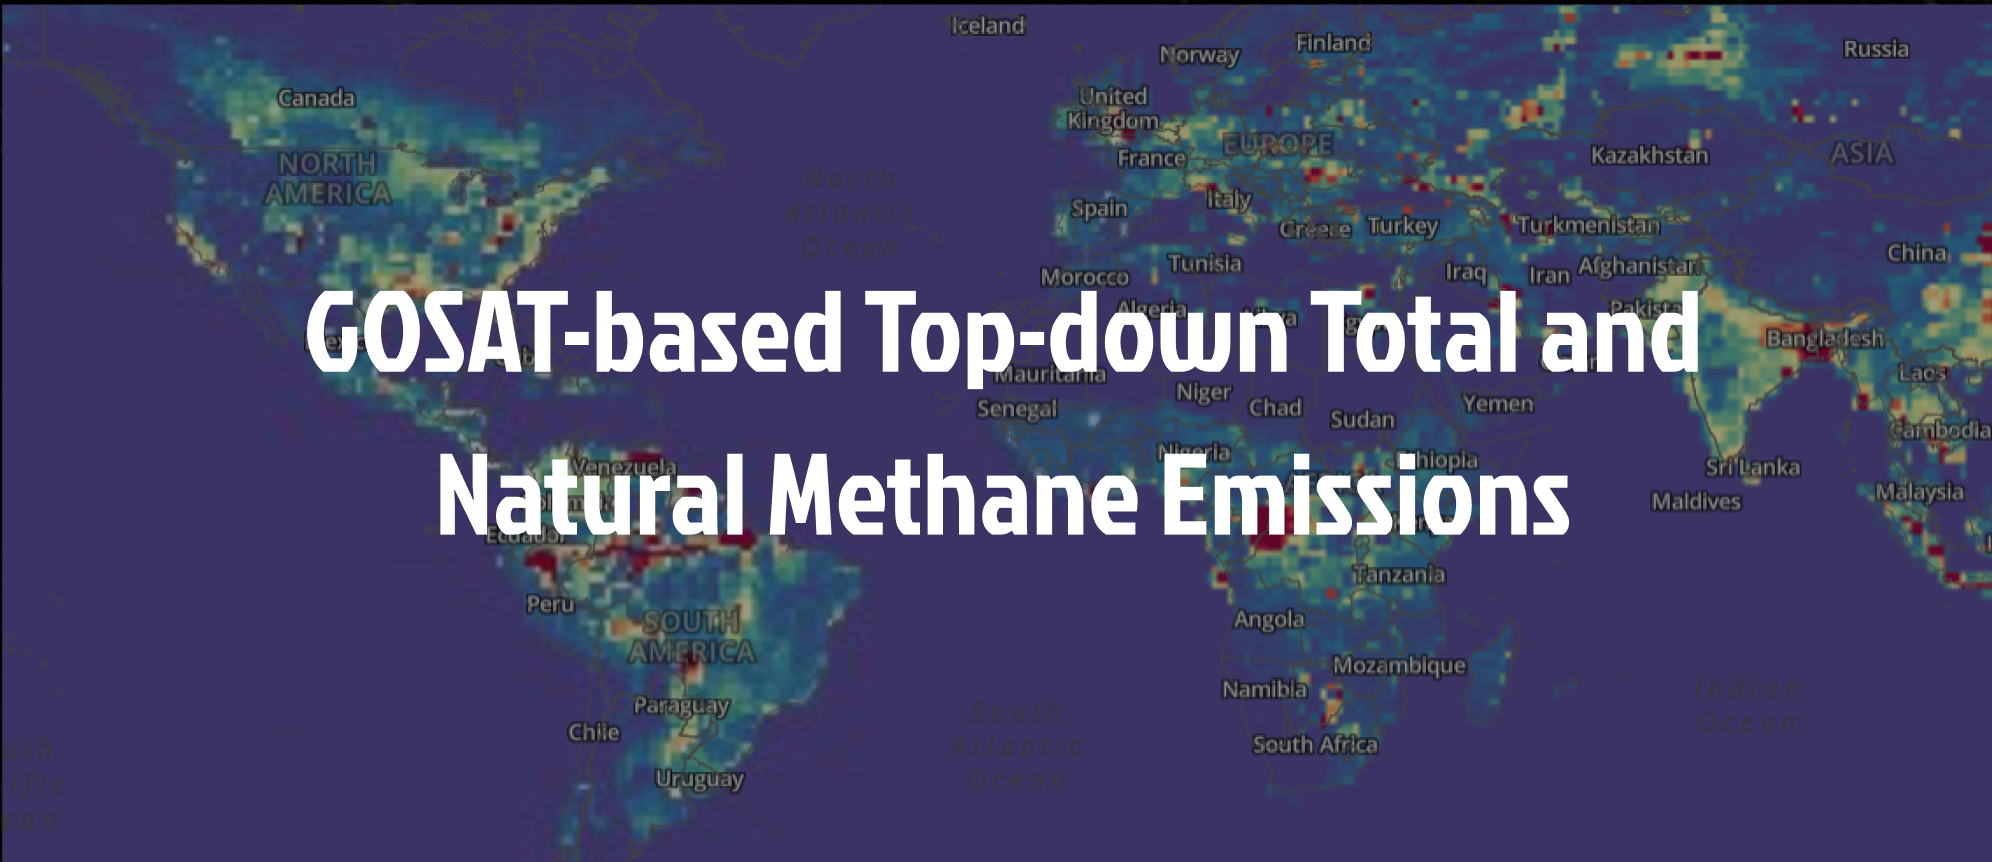 Iceland
Norway
Finland
Russia
Canada
United
Kingdom
EUROPE
France
Kazakhstan
ASIA
NORTH
AMERICA
North
Atlantic
Ocean
Spain
Italy
Greece
Turkey
Turkmenistan
China
Morocco
Tunisia
Iraq
Iran
Afghanistan
Algeria
GOSAT-based Top-down Total and
Bangladesh
Mauritania
Niger
Laos
Senegal
Chad
Sudan
Yemen
Cambodia
Nigeria
Venezuela
Sri Lanka
Natural Methane Emissions
Maldives
Malaysia
Ecuador
Peru
Tanzania
SOUTH
AMERICA
Angola
Mozambique
Namibia
Indian
Ocean
Paraguay
South
Atlantic
Ocean
Chile
South Africa
Uruguay